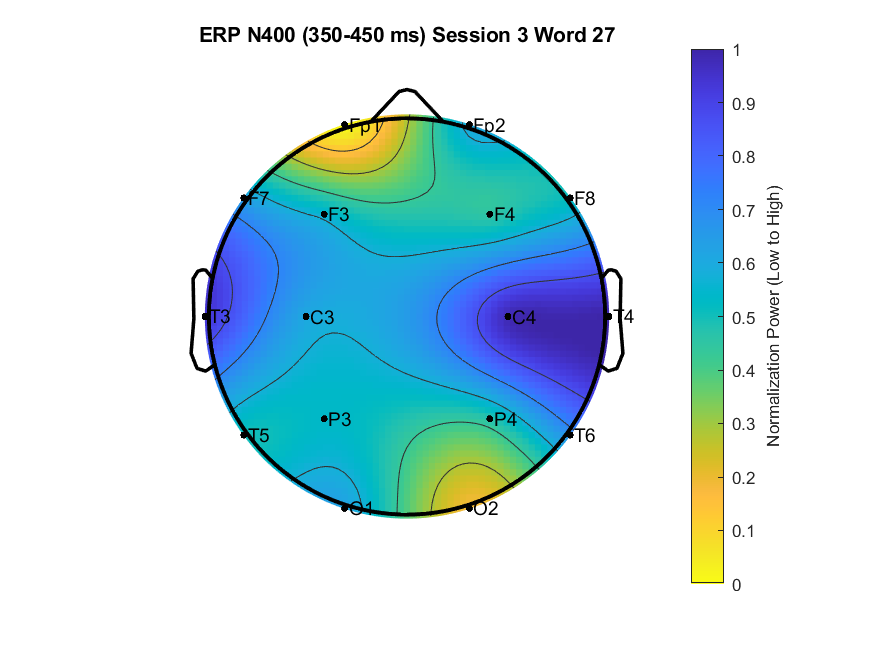 ERP N400 (350-450 ms) Session 3 Word 27
Fp1 Fp2
F7 F8
F3 F4
T3 C3 C4 T4
P3 P4
T5 T6
O1 O2
1
0.9
0.8
0.7
0.6
0.5
0.4
0.3
0.2
0.1
0
Normalization Power (Low to High)